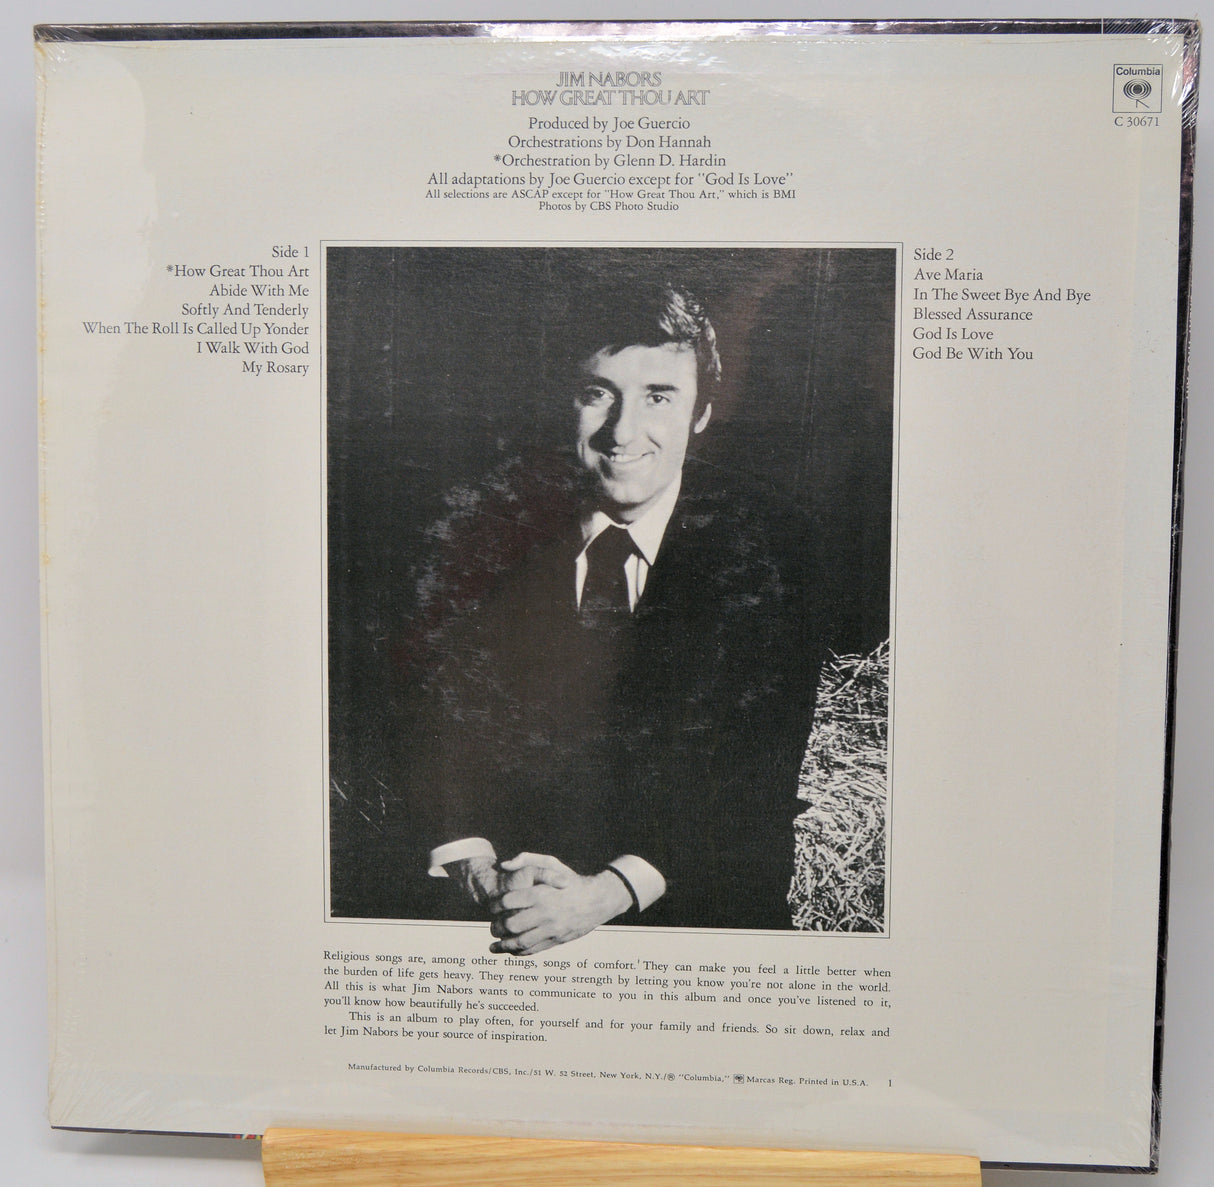 JIM NABORS
HOW GREAT THOU ART
Produced by Joe Guercio
Orchestrations by Don Hannah
*Orchestration by Glenn D. Hardin
All adaptations by Joe Guercio except for "God Is Love"
All selections are ASCAP except for "How Great Thou Art," which is BMI
Photos by CBS Photo Studio
Columbia
C 30671
Side 1
*How Great Thou Art
Abide With Me
Softly And Tenderly
When The Roll Is Called Up Yonder
I Walk With God
My Rosary
Side 2
Ave Maria
In The Sweet Bye And Bye
Blessed Assurance
God Is Love
God Be With You
Religious songs are, among other things, songs of comfort. They can make you feel a little better when
the burden of life gets heavy. They renew your strength by letting you know you're not alone in the world.
All this is what Jim Nabors wants to communicate to you in this album and once you've listened to it,
you'll know how beautifully he's succeeded.
This is an album to play often, for yourself and for your family and friends. So sit down, relax and
let Jim Nabors be your source of inspiration.
Manufactured by Columbia Records/CBS, Inc./51 W. 52 Street, New York, N.Y./® "Columbia," Marcas Reg. Printed in U.S.A. 1